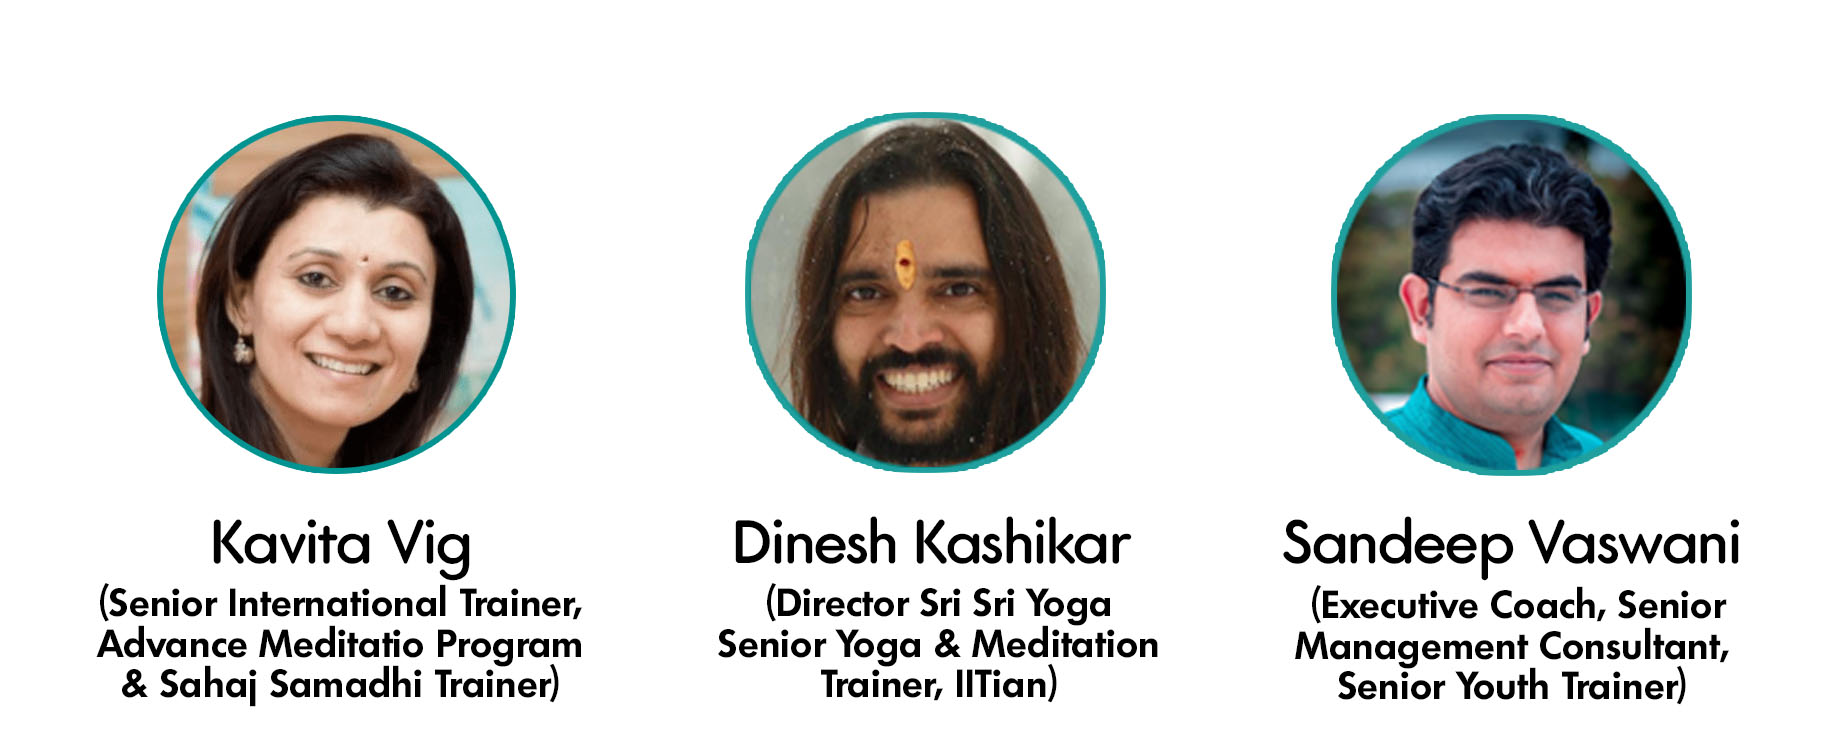 Kavita Vig
(Senior International Trainer,
Advance Meditatio Program
& Sahaj Samadhi Trainer)
Dinesh Kashikar
(Director Sri Sri Yoga
Senior Yoga & Meditation
Trainer, IITian)
Sandeep Vaswani
(Executive Coach, Senior
Management Consultant,
Senior Youth Trainer)